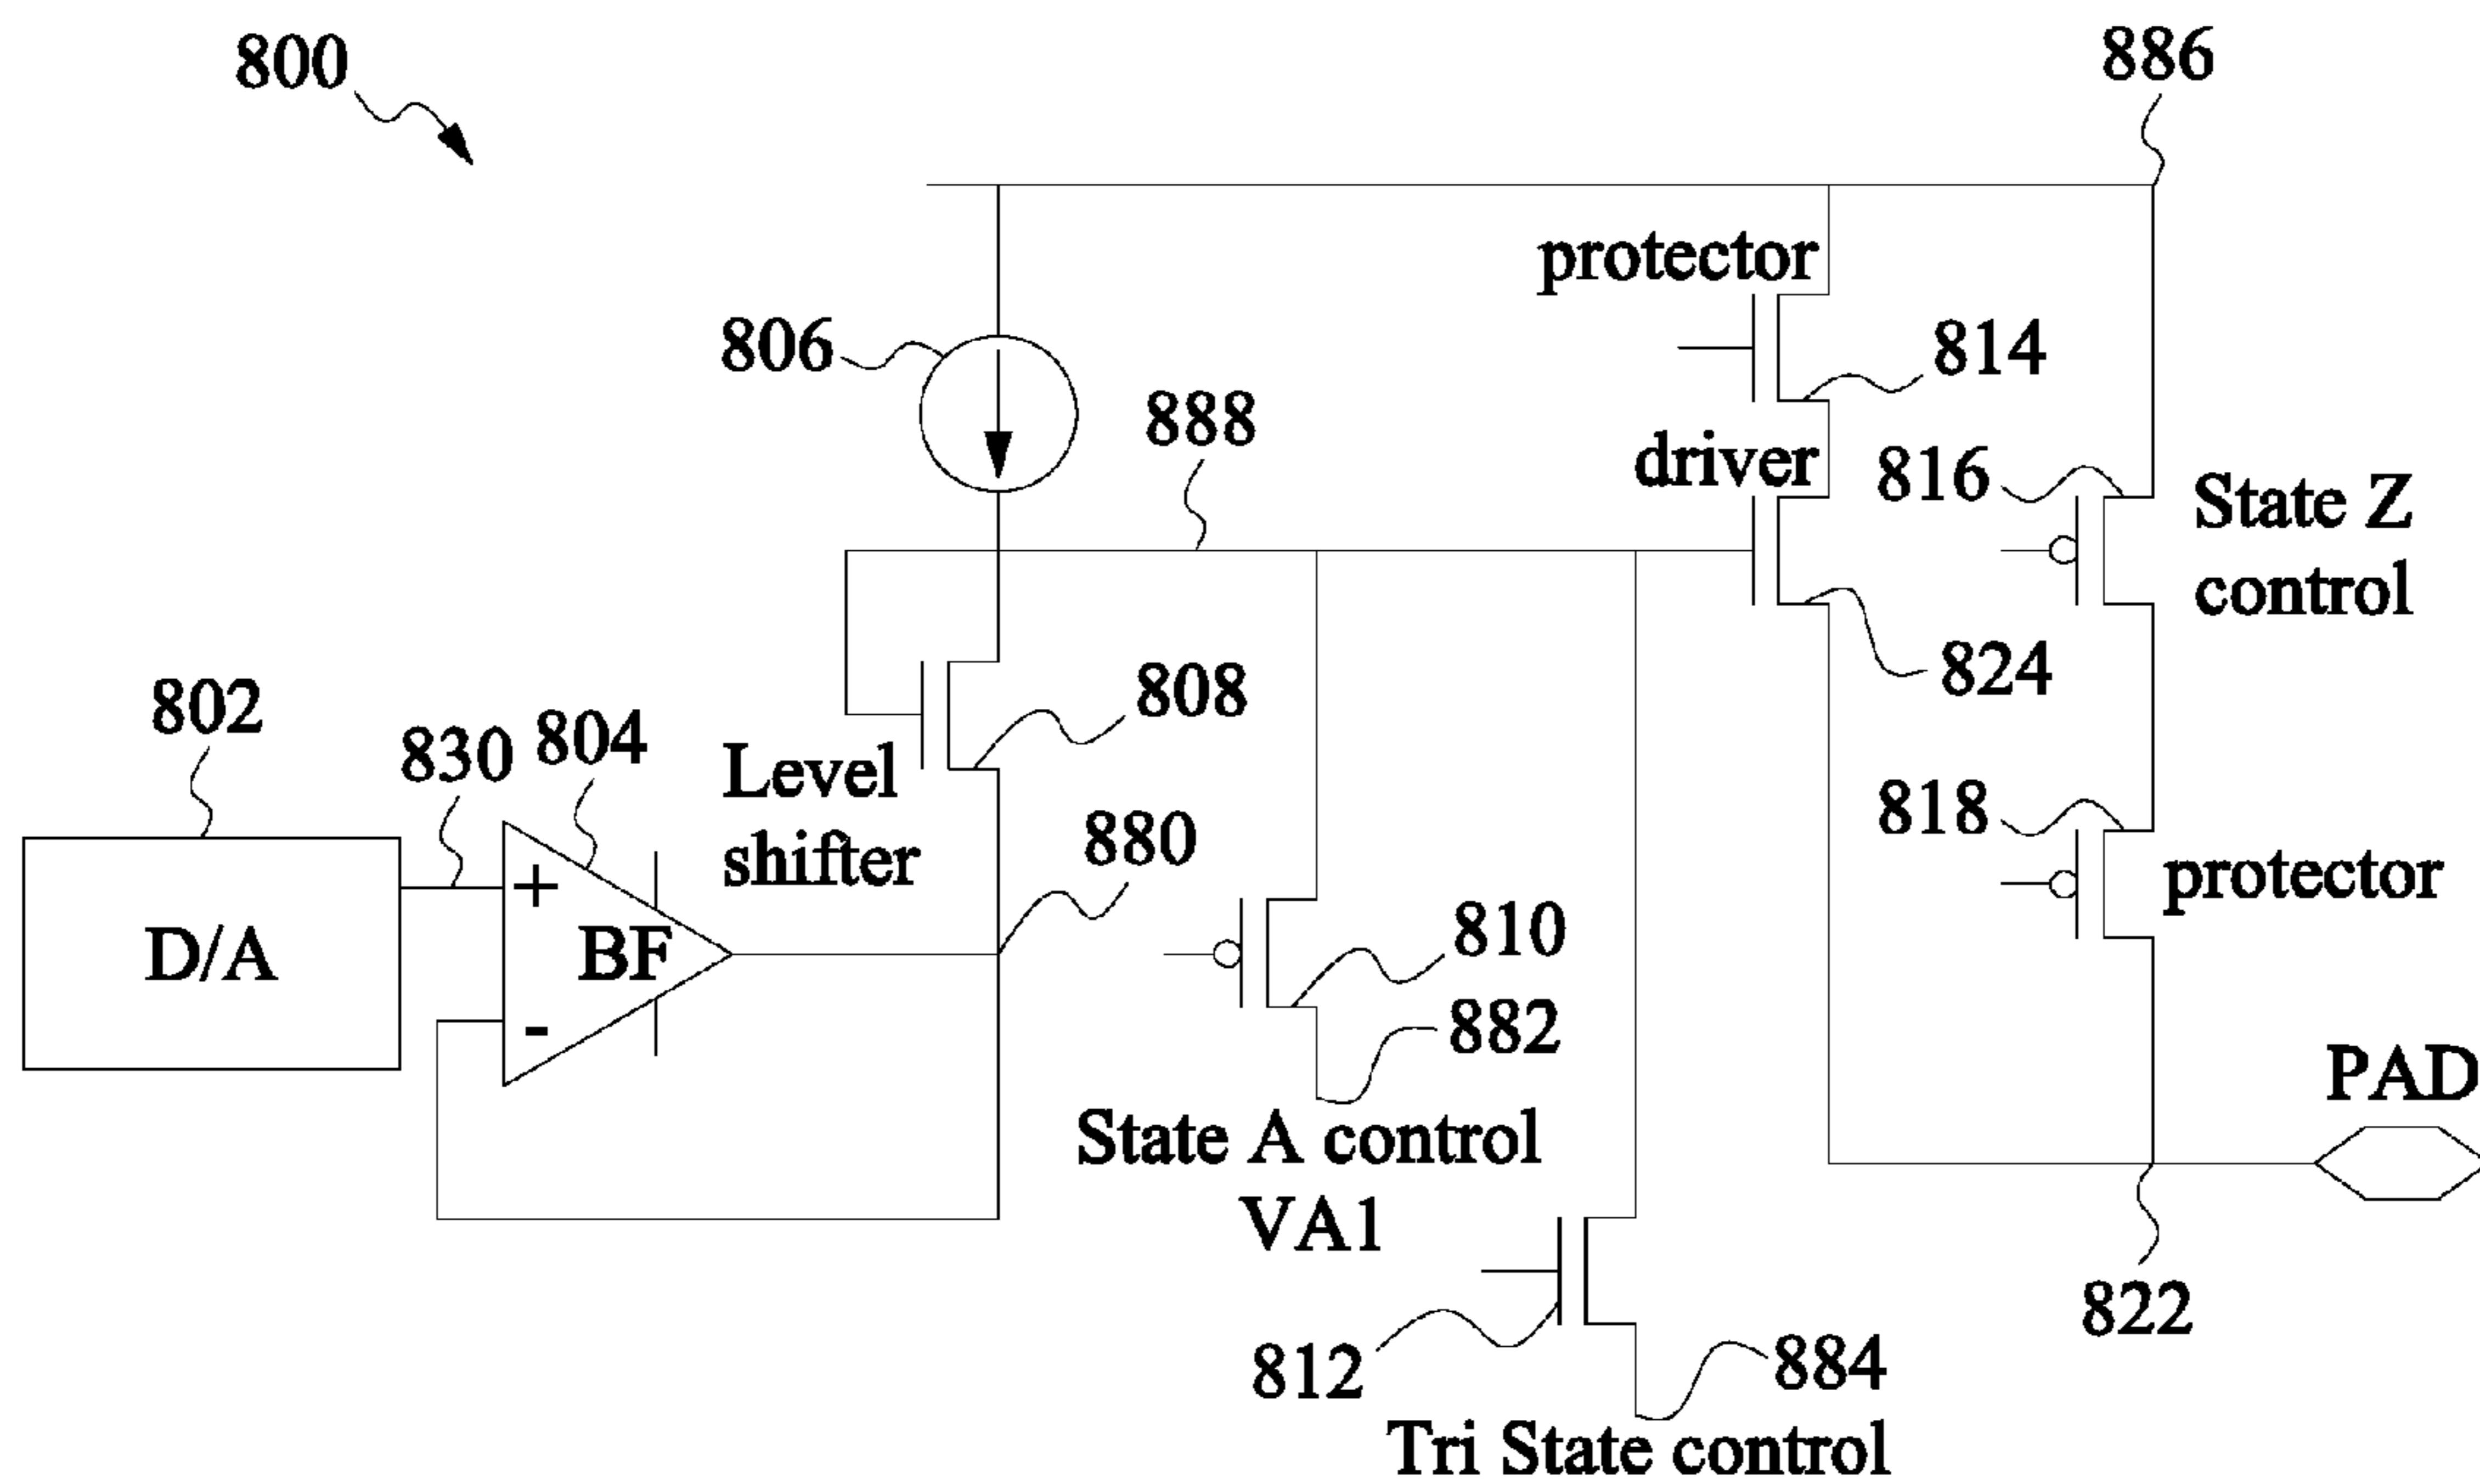 800
886
protector
806
814
888
driver
816
State Z
control
824
802
830
804
808
Level
shifter
880
818
protector
D/A
+
-
BF
810
882
State A control
VA1
PAD
822
812
884
Tri State control